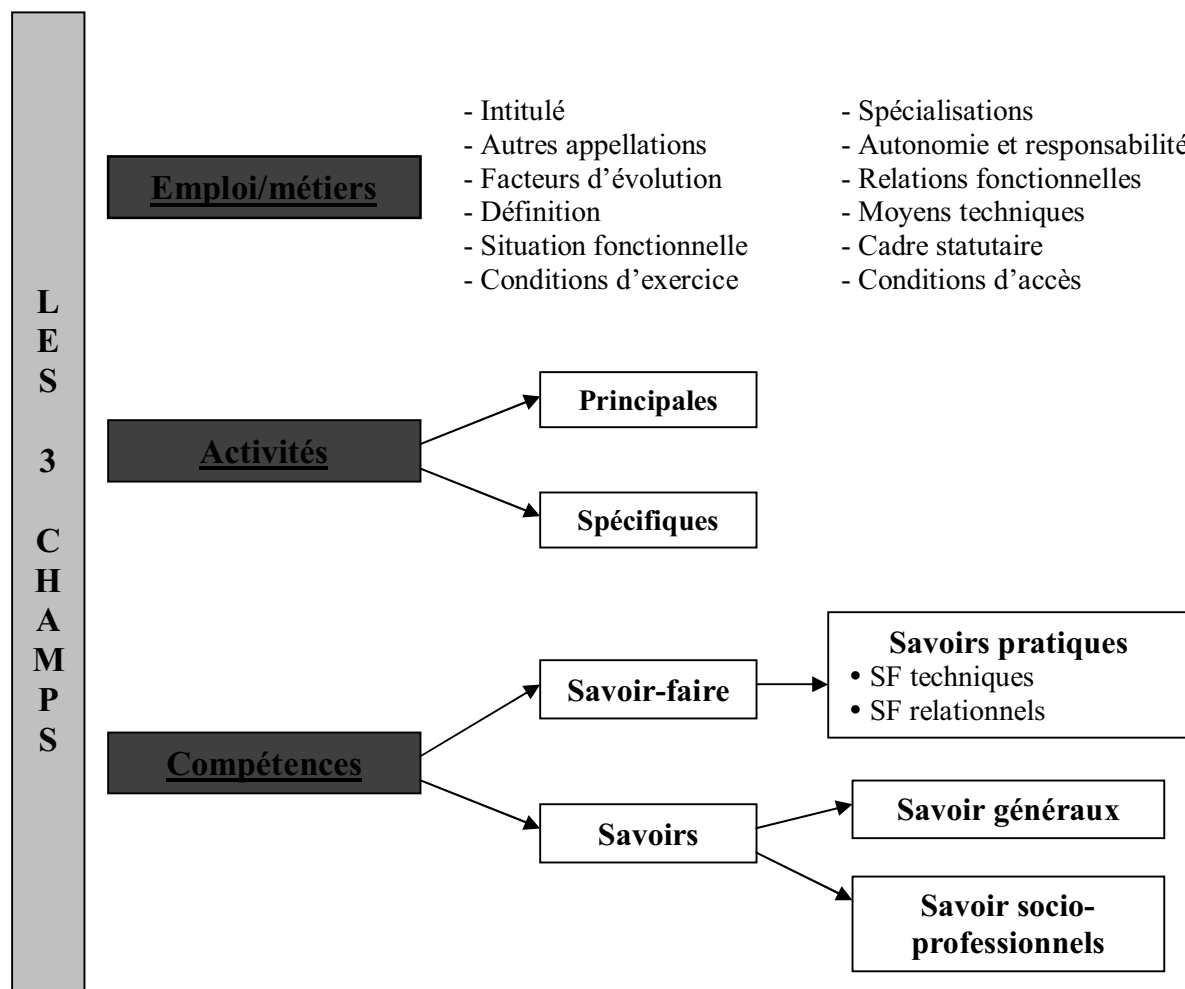 LES 3 CHAMPS
Emploi/métiers
- Intitulé
- Autres appellations
- Facteurs d’évolution
- Définition
- Situation fonctionnelle
- Conditions d’exercice
- Spécialisations
- Autonomie et responsabilité
- Relations fonctionnelles
- Moyens techniques
- Cadre statutaire
- Conditions d’accès
Activités
Principales
Spécifiques
Compétences
Savoir-faire
Savoirs pratiques
• SF techniques
• SF relationnels
Savoirs
Savoir généraux
Savoir socio-
professionnels